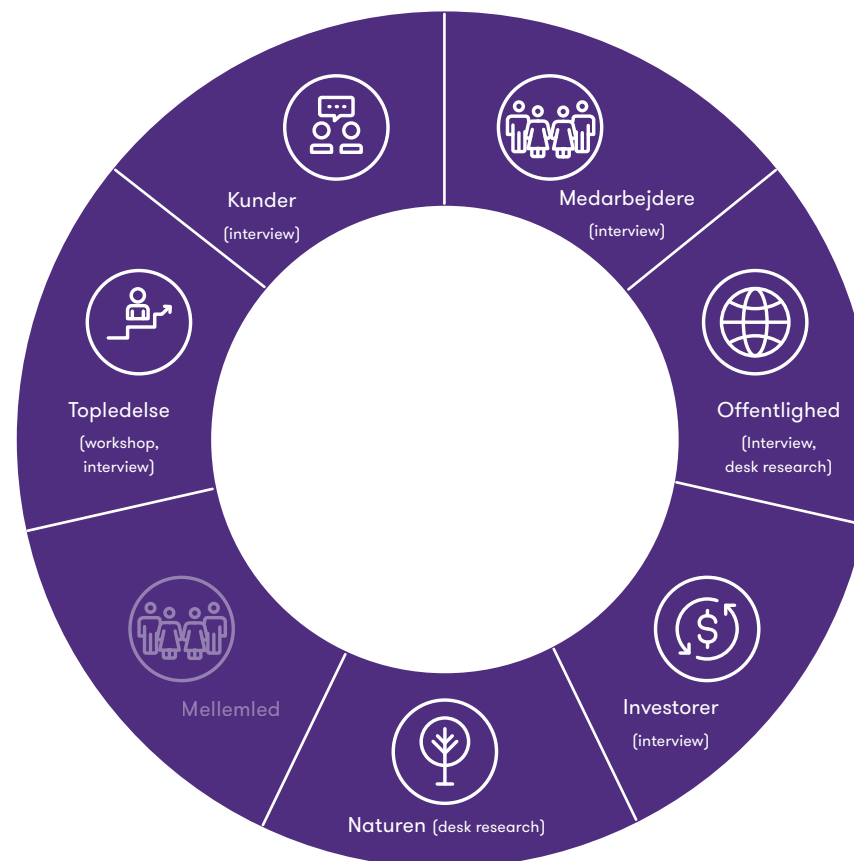 Kunder
(interview)
Medarbejdere
(interview)
Topledelse
(workshop,
interview)
Offentlighed
(Interview,
desk research)
Mellemled
Investorer
(interview)
Naturen (desk research)